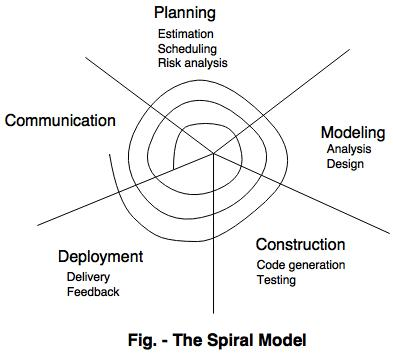 Planning
Estimation
Scheduling
Risk analysis
Communication
Modeling
Analysis
Design
Construction
Code generation
Testing
Deployment
Delivery
Feedback
Fig. - The Spiral Model